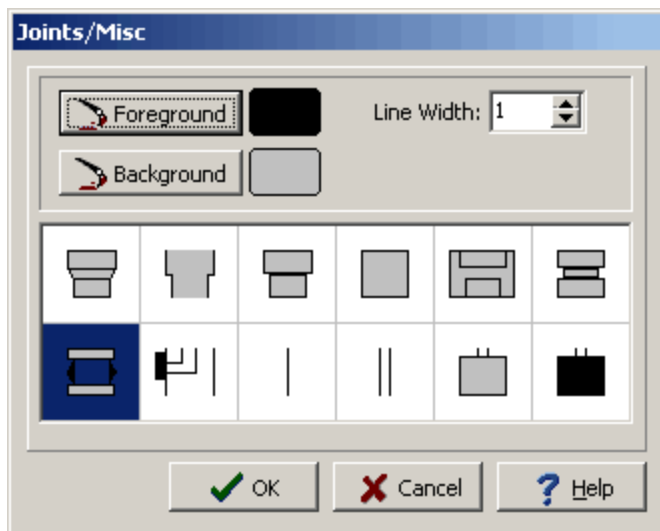 Joints/Misc
Foreground
Line Width: 1
Background
OK
Cancel
Help